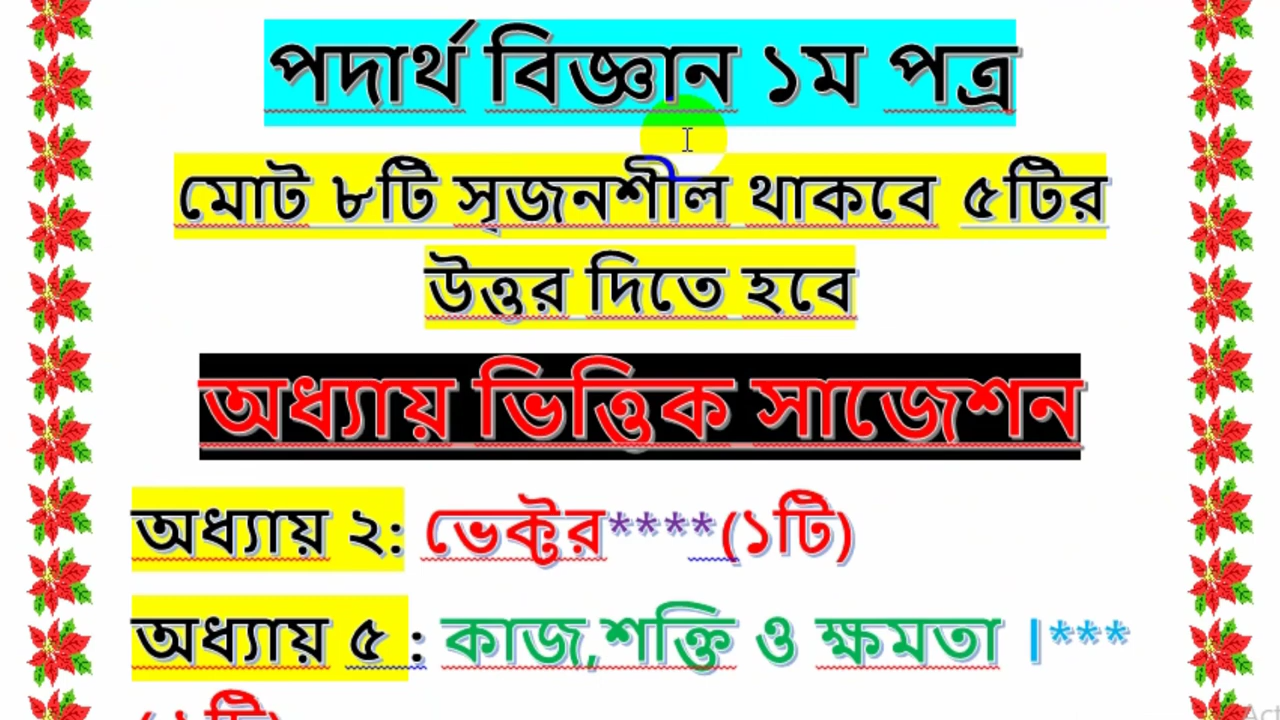 পদার্থ বিজ্ঞান ১ম পত্র
মোট ৮টি সৃজনশীল থাকবে ৫টির
উত্তর দিতে হবে
অধ্যায় ভিত্তিক সাজেশন
অধ্যায় ২: ভেক্টর****(১টি)
অধ্যায় ৫ : কাজ,শক্তি ও ক্ষমতা |***